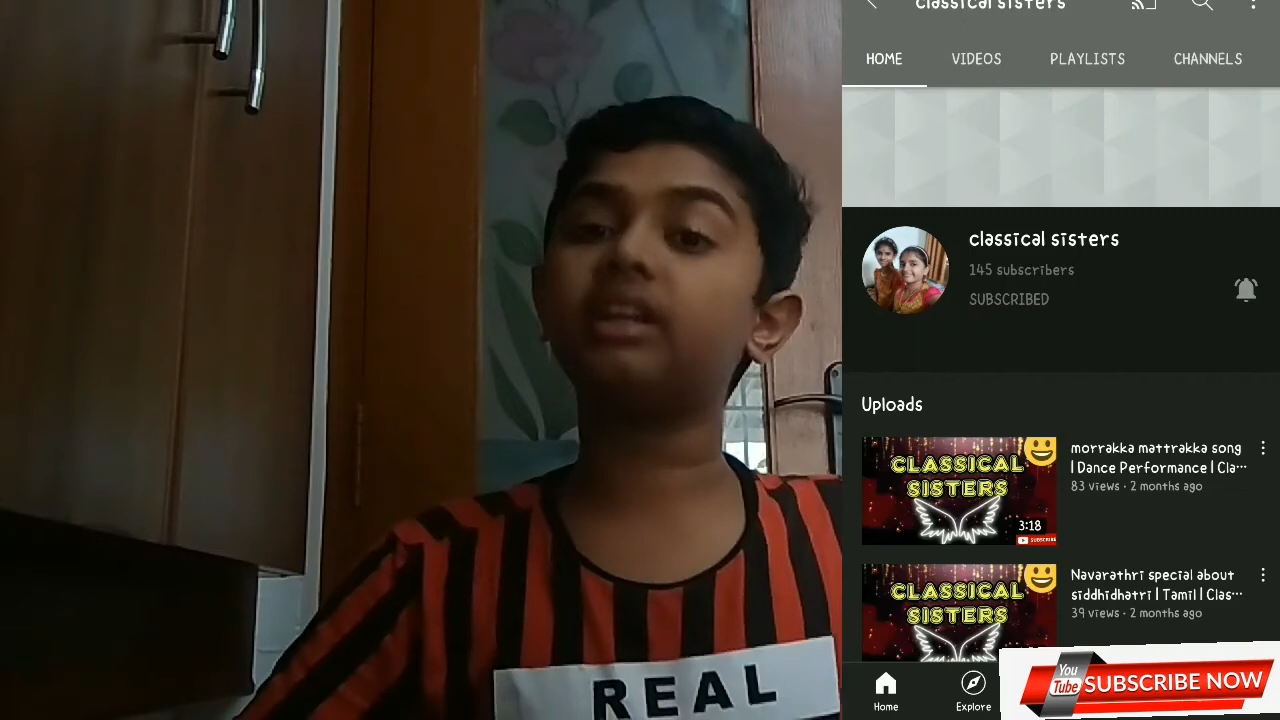 REAL
classical sisters
HOME VIDEOS PLAYLISTS CHANNELS
classical sisters
145 subscribers
SUBSCRIBED
Uploads
CLASSICAL
SISTERS
3:18
SUBSCRIBE
morrakka mattrakka song
| Dance Performance | Cla...
83 views · 2 months ago
CLASSICAL
SISTERS
Navarathri special about
siddhidhatri | Tamil | Clas...
39 views · 2 months ago
Home Explore
You
Tube SUBSCRIBE NOW